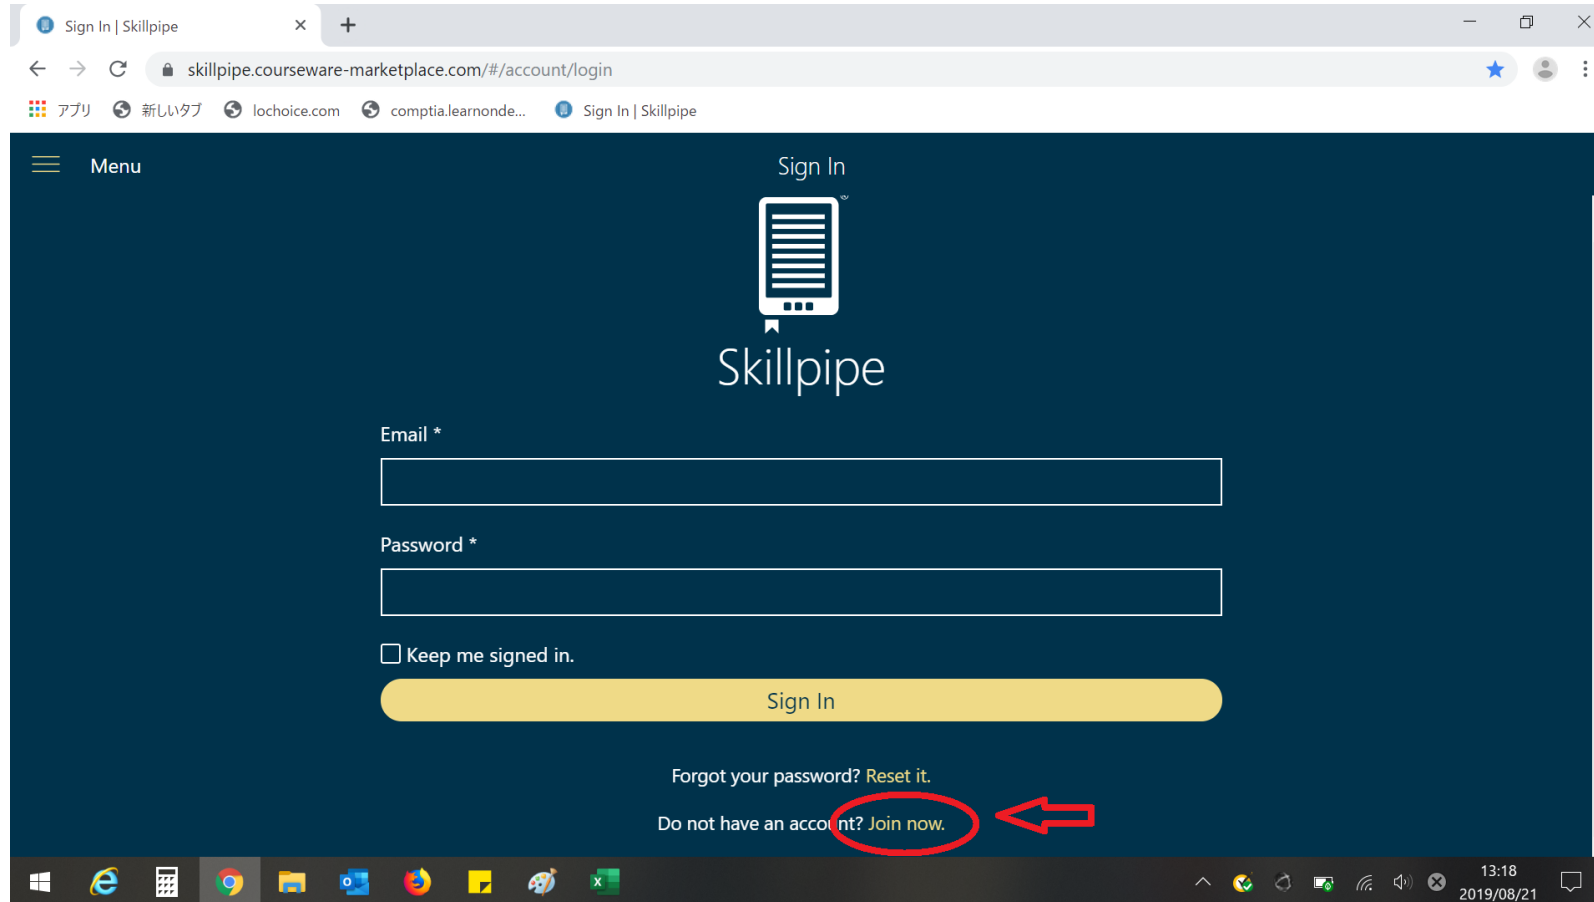 Sign In | Skillpipe
skillpipe.courseware-marketplace.com/#/account/login
アプリ 新しいタブ lochoice.com comptia.learnonde... Sign In | Skillpipe
Menu Sign In
Skillpipe
Email *
Password *
Keep me signed in.
Sign In
Forgot your password? Reset it.
Do not have an account? Join now.
13:18
2019/08/21